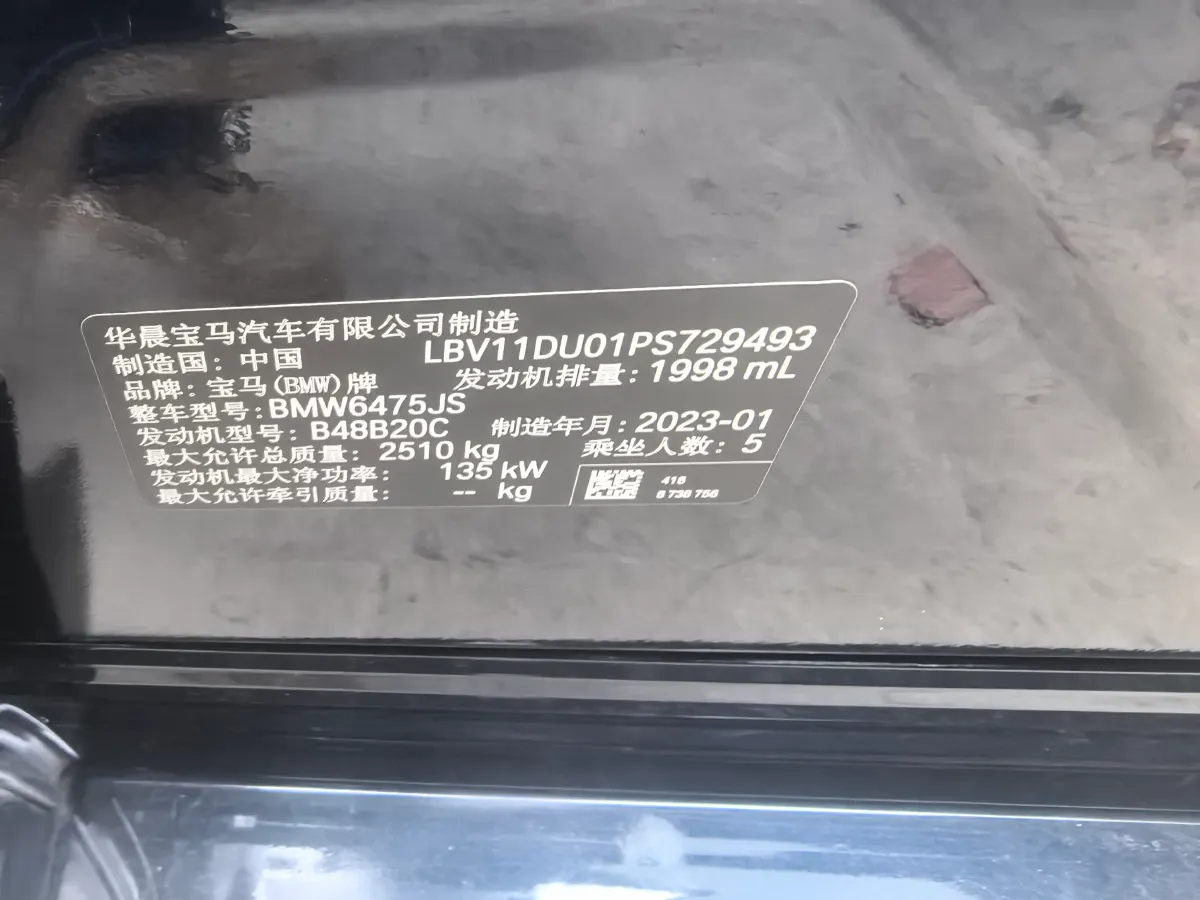 华晨宝马汽车有限公司制造
制造国：中国 LBV11DU01PS729493
品牌：宝马(BMW)牌 发动机排量：1998 mL
整车型号：BMW6475JS
发动机型号：B48B20C 制造年月：2023-01
最大允许总质量：2510 kg 乘坐人数：5
发动机最大净功率：135 kW
最大允许牵引质量：-- kg
416